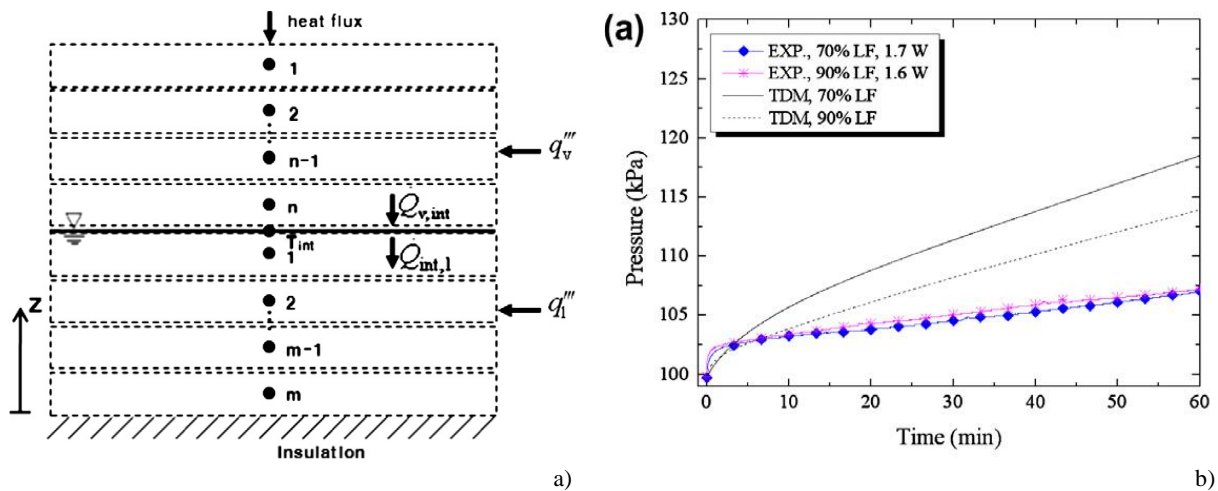 heat flux
1
2
n-1
q‴v
n
Q̇v,int
Tint
1
Q̇int,l
2
q‴l
z
m-1
m
Insulation
a)
(a)
EXP., 70% LF, 1.7 W
EXP., 90% LF, 1.6 W
TDM, 70% LF
TDM, 90% LF
Pressure (kPa)
130
125
120
115
110
105
100
0 10 20 30 40 50 60
Time (min)
b)